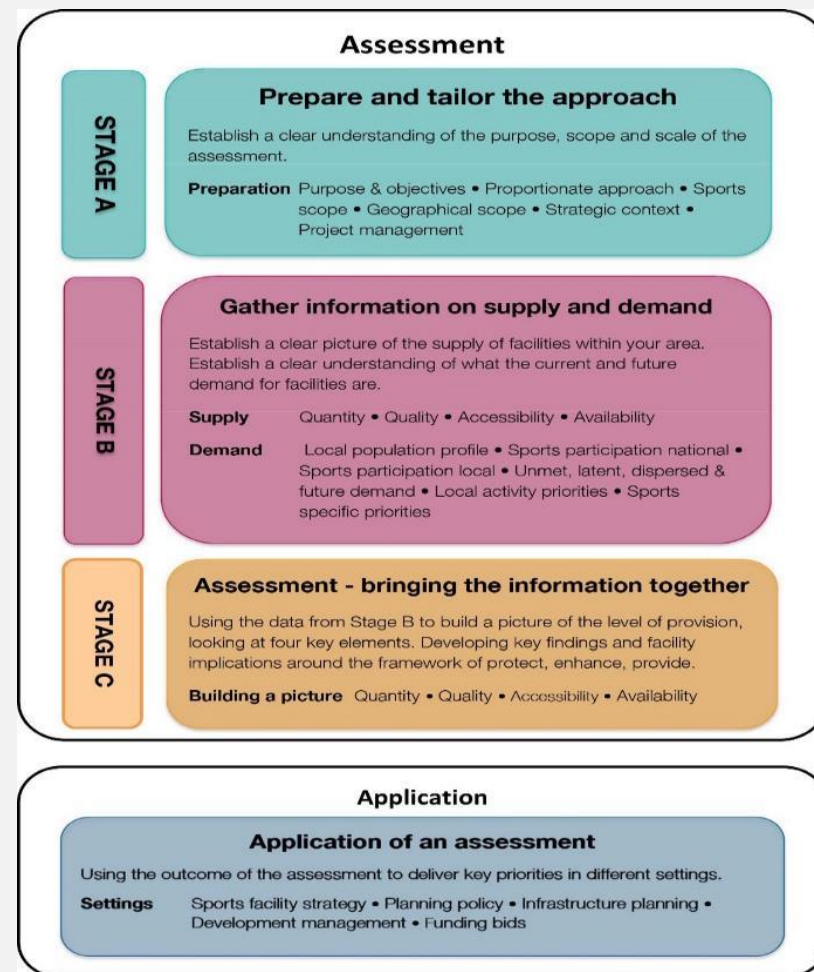 Assessment
STAGE A
Prepare and tailor the approach
Establish a clear understanding of the purpose, scope and scale of the
assessment.
Preparation Purpose & objectives • Proportionate approach • Sports
scope • Geographical scope • Strategic context •
Project management
STAGE B
Gather information on supply and demand
Establish a clear picture of the supply of facilities within your area.
Establish a clear understanding of what the current and future
demand for facilities are.
Supply Quantity • Quality • Accessibility • Availability
Demand Local population profile • Sports participation national •
Sports participation local • Unmet, latent, dispersed &
future demand • Local activity priorities • Sports
specific priorities
STAGE C
Assessment - bringing the information together
Using the data from Stage B to build a picture of the level of provision,
looking at four key elements. Developing key findings and facility
implications around the framework of protect, enhance, provide.
Building a picture Quantity • Quality • Accessibility • Availability
Application
Application of an assessment
Using the outcome of the assessment to deliver key priorities in different settings.
Settings Sports facility strategy • Planning policy • Infrastructure planning •
Development management • Funding bids